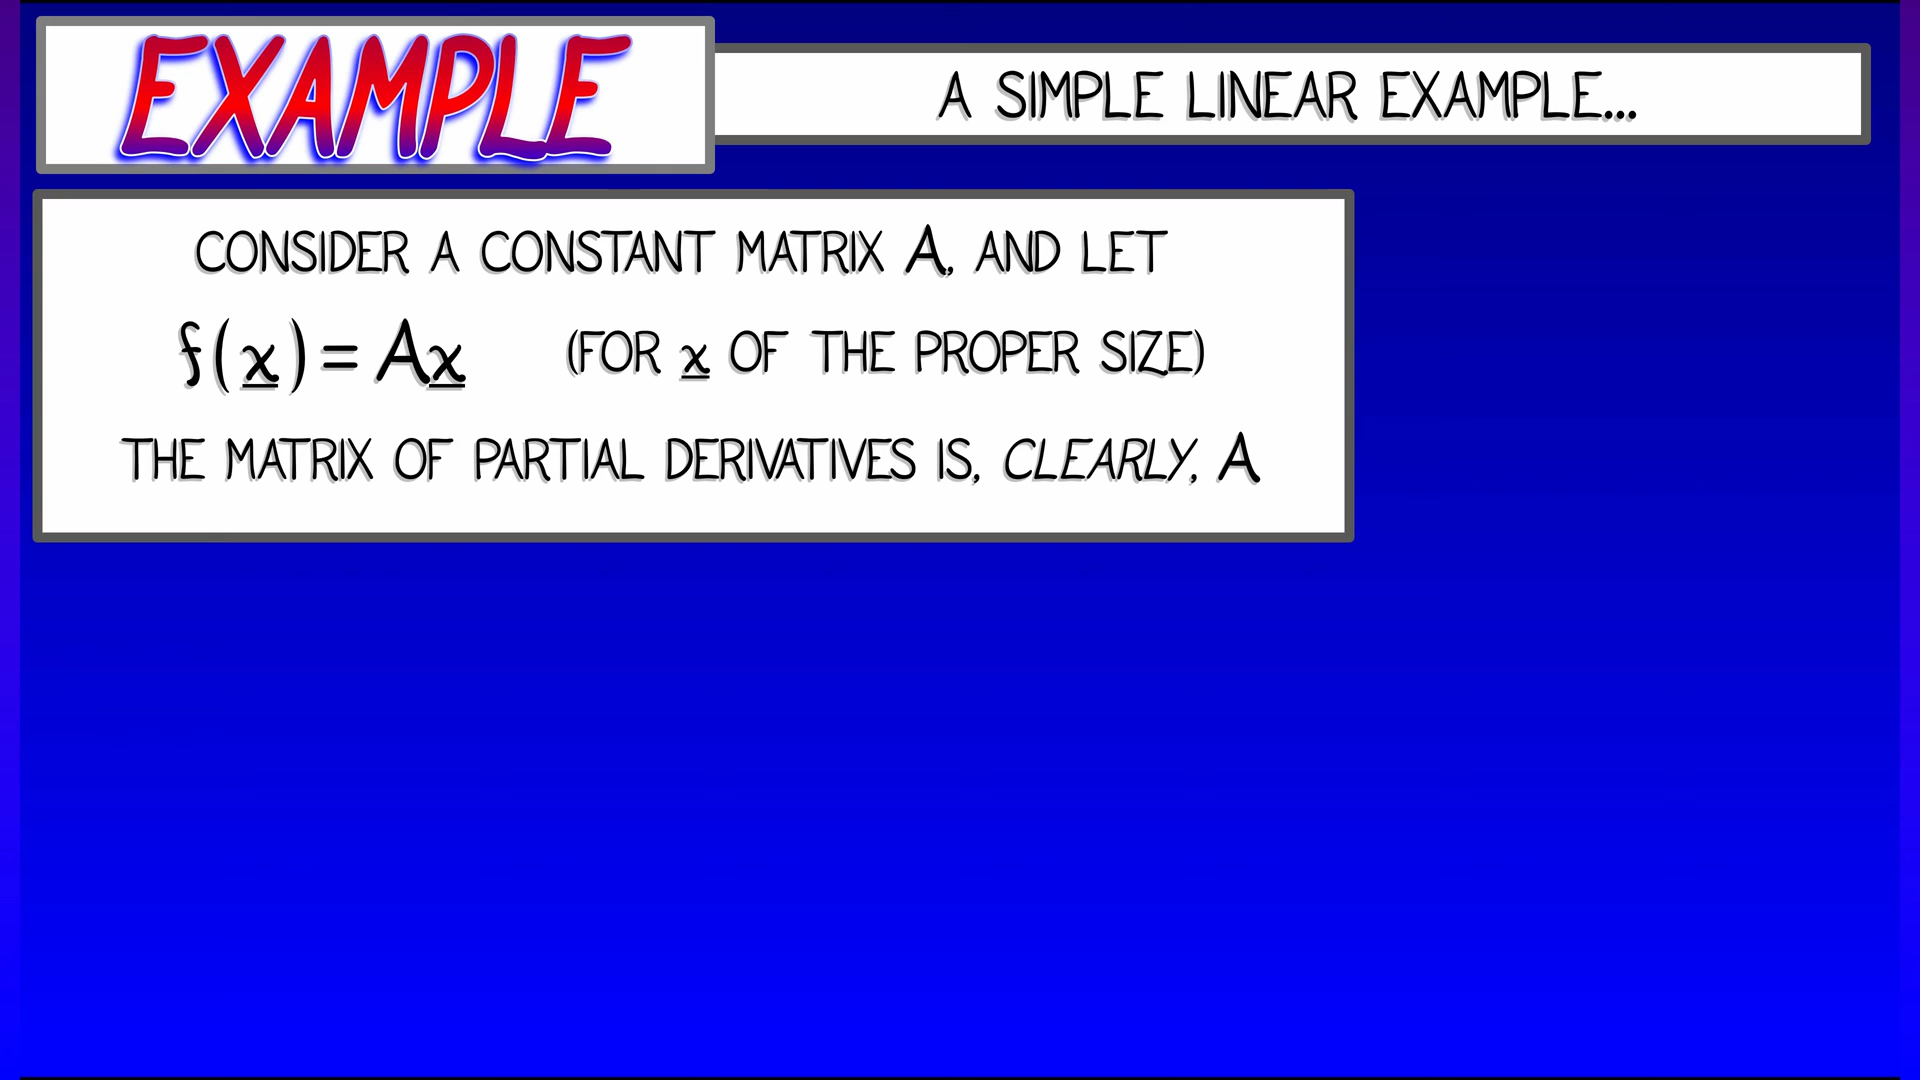 EXAMPLE
A SIMPLE LINEAR EXAMPLE...
CONSIDER A CONSTANT MATRIX A, AND LET
f(x) = Ax (FOR x OF THE PROPER SIZE)
THE MATRIX OF PARTIAL DERIVATIVES IS, CLEARLY, A